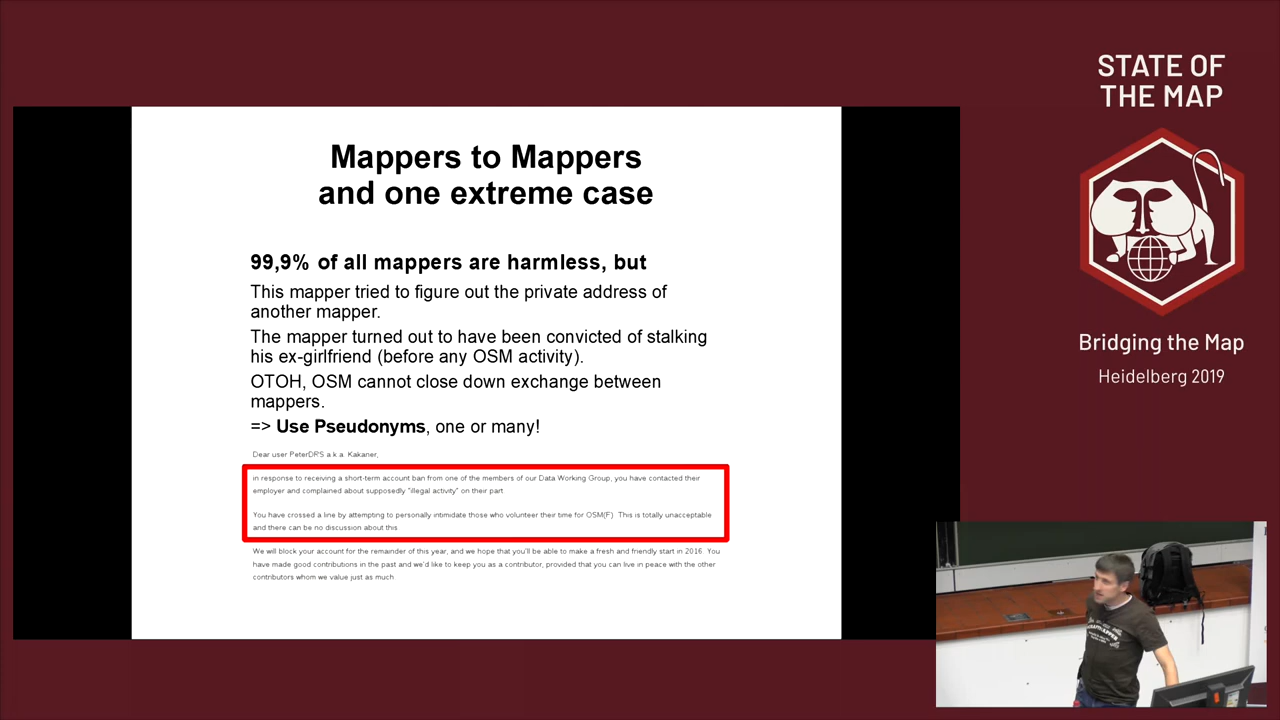 Mappers to Mappers
and one extreme case
99,9% of all mappers are harmless, but
This mapper tried to figure out the private address of
another mapper.
The mapper turned out to have been convicted of stalking
his ex-girlfriend (before any OSM activity).
OTOH, OSM cannot close down exchange between
mappers.
=> Use Pseudonyms, one or many!
Dear user PeterDRS a.k.a. Kakaner,
in response to receiving a short-term account ban from one of the members of our Data Working Group, you have contacted their
employer and complained about supposedly "illegal activity" on their part
You have crossed a line by attempting to personally intimidate those who volunteer their time for OSM(F) This is totally unacceptable
and there can be no discussion about this
We will block your account for the remainder of this year, and we hope that you'll be able to make a fresh and friendly start in 2016. You
have made good contributions in the past and we'd like to keep you as a contributor, provided that you can live in peace with the other
contributors whom we value just as much
STATE OF
THE MAP
Bridging the Map
Heidelberg 2019